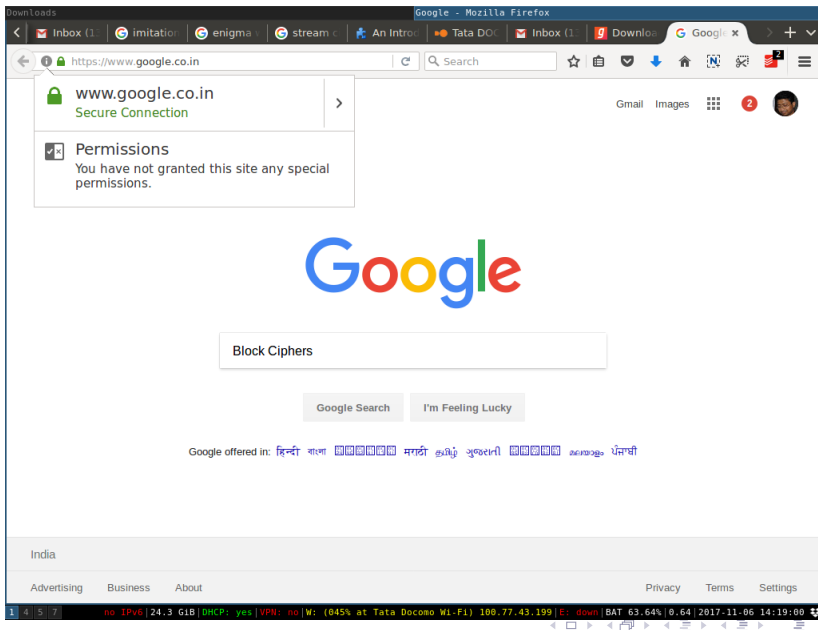 Downloads
Google - Mozilla Firefox
Inbox (1 imitation enigma stream c An Introd Tata DOC Inbox (1 Downloa Google
https://www.google.co.in Search 2
www.google.co.in
Secure Connection
Permissions
You have not granted this site any special
permissions.
Gmail Images 2
Google
Block Ciphers
Google Search I'm Feeling Lucky
Google offered in: हिन्दी বাংলা मराठी தமிழ் ગુજરાતી മലയാളം ਪੰਜਾਬੀ
India
Advertising Business About Privacy Terms Settings
1 4 5 7 no IPv6|24.3 GiB|DHCP: yes|VPN: no|W: (045% at Tata Docomo Wi-Fi) 100.77.43.199|E: down|BAT 63.64%|0.64|2017-11-06 14:19:00